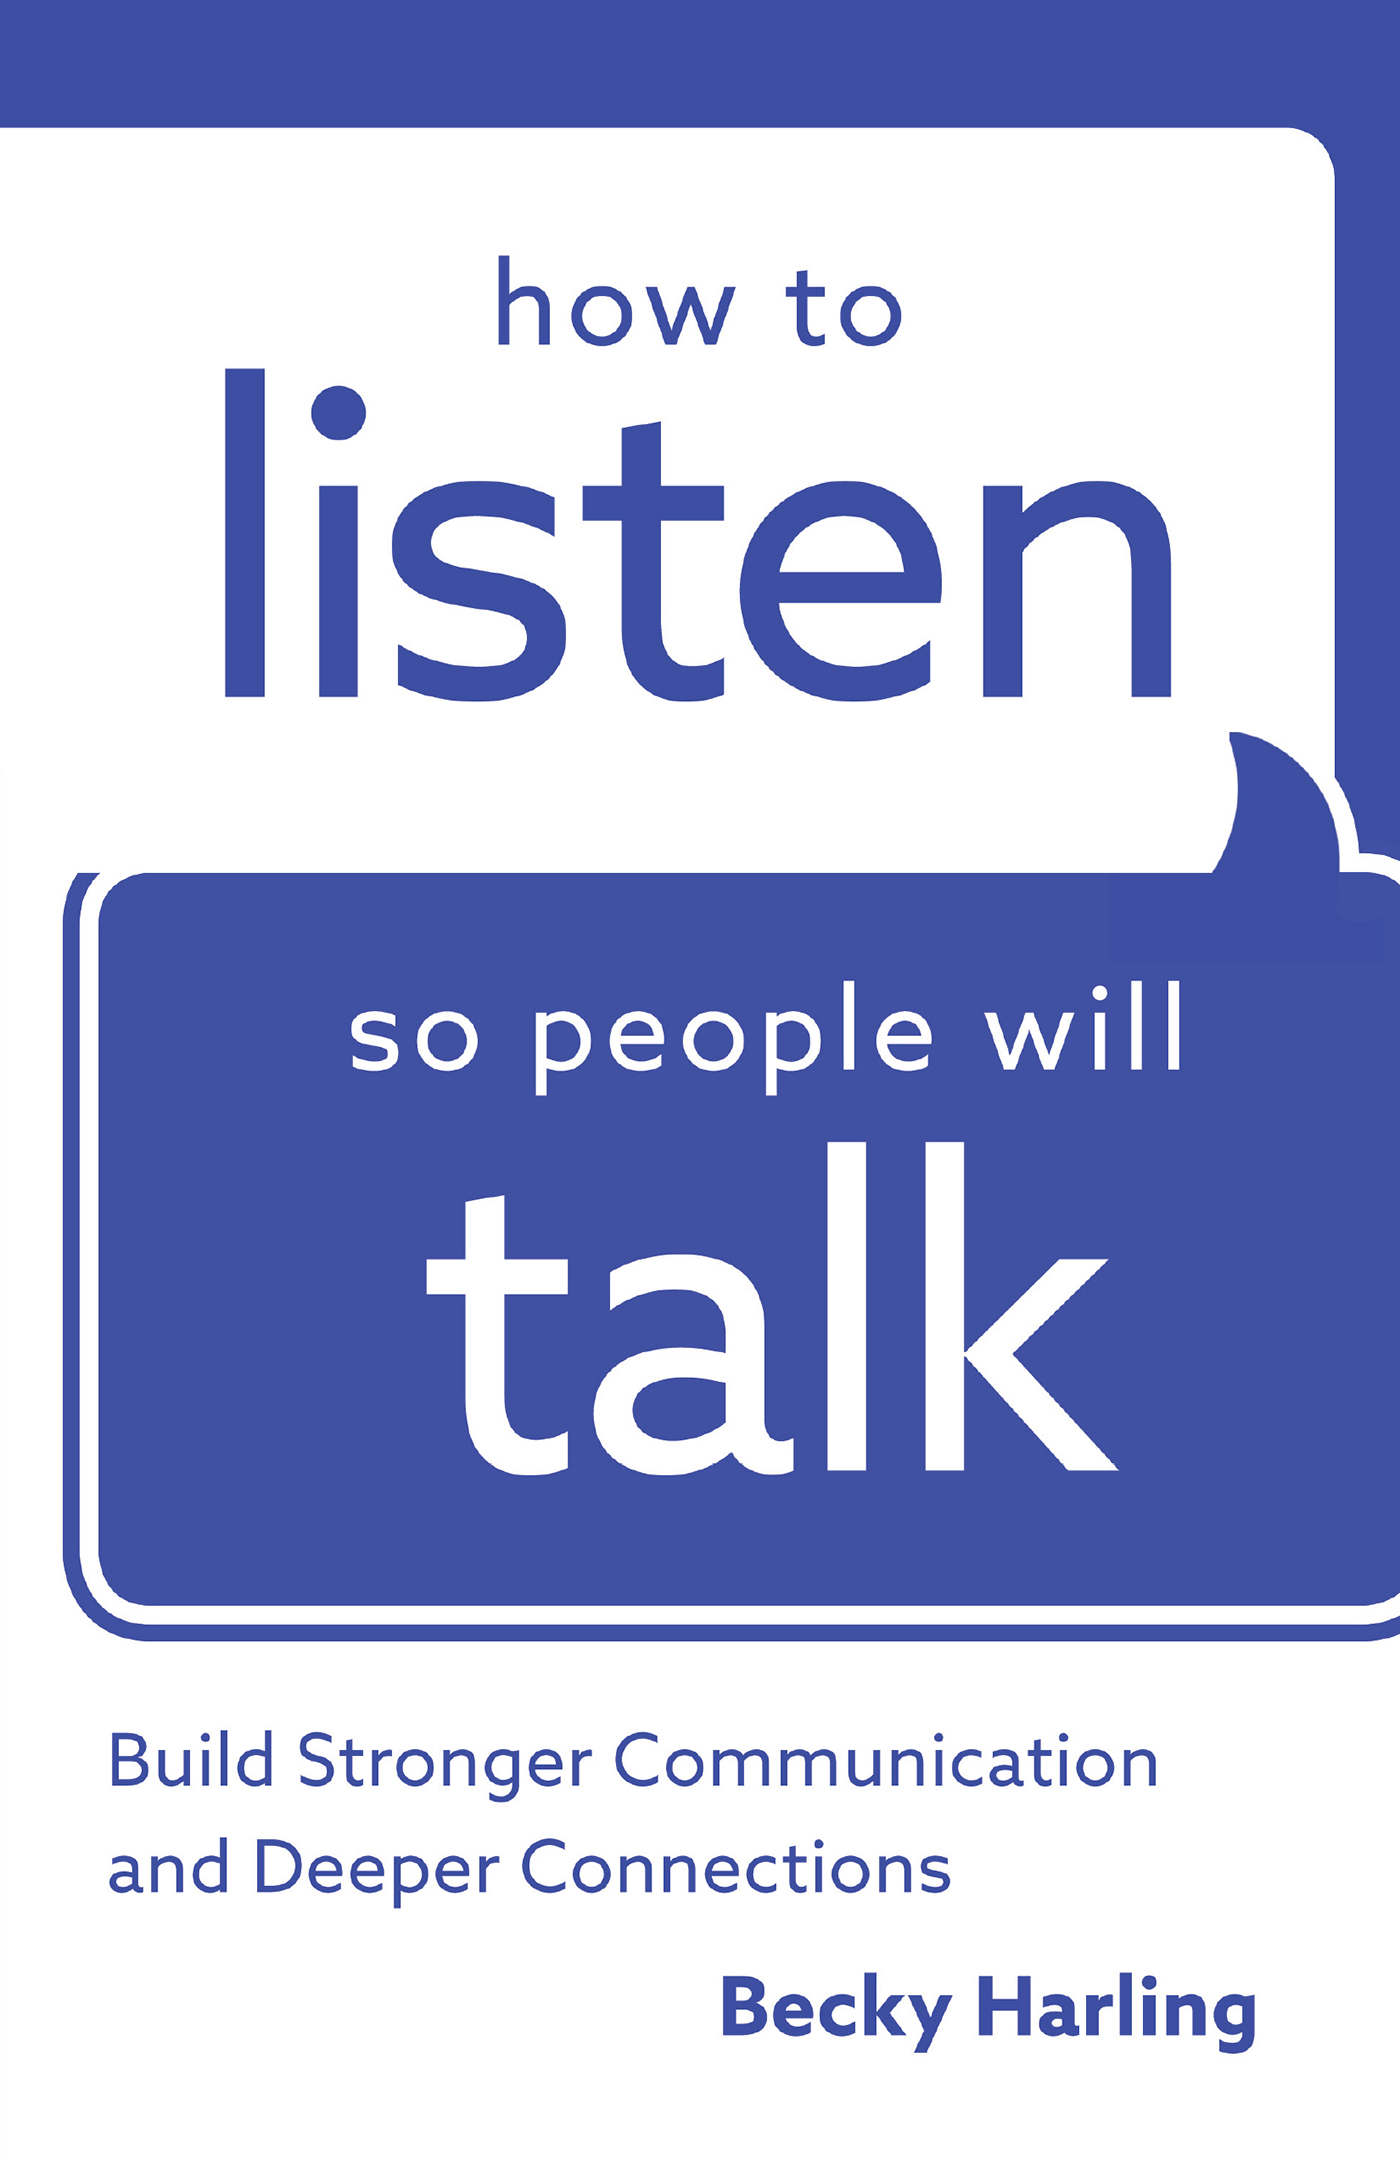 how to
listen
so people will
talk
Build Stronger Communication
and Deeper Connections
Becky Harling